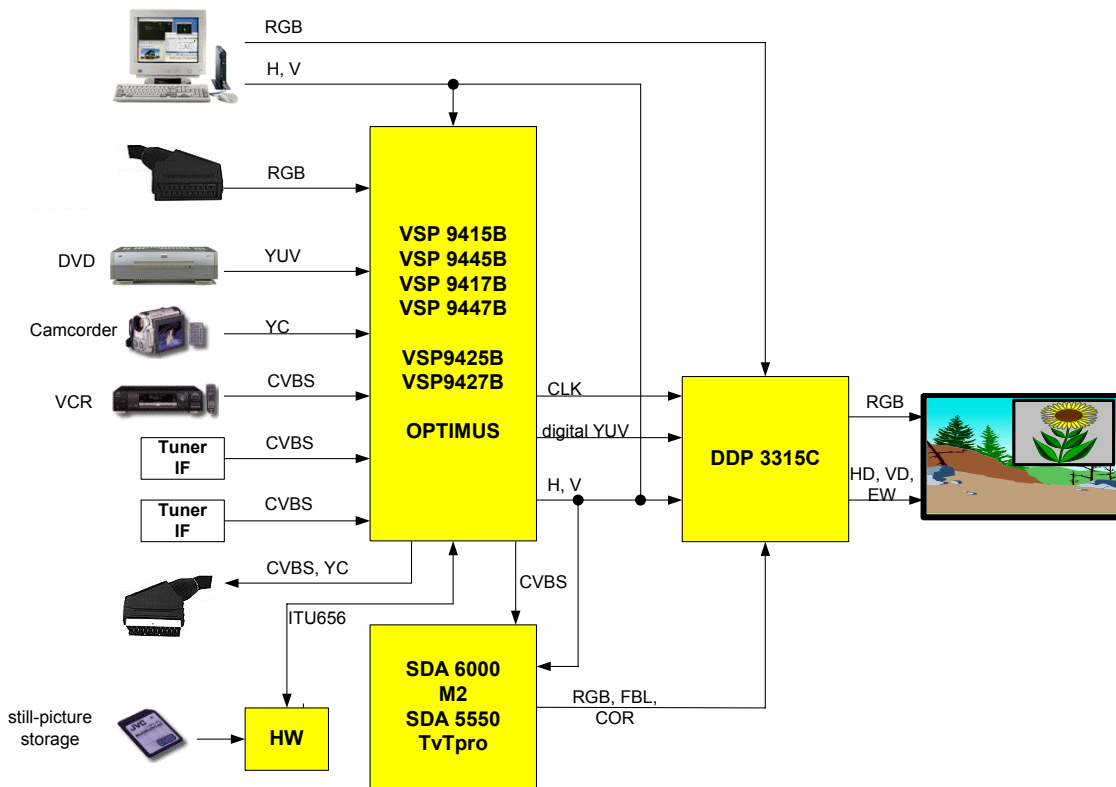 RGB
H, V
RGB
DVD
YUV
Camcorder
YC
VCR
CVBS
Tuner
IF
CVBS
Tuner
IF
CVBS
VSP 9415B
VSP 9445B
VSP 9417B
VSP 9447B
VSP9425B
VSP9427B
OPTIMUS
CLK
digital YUV
H, V
DDP 3315C
RGB
HD, VD,
EW
CVBS, YC
ITU656
CVBS
SDA 6000
M2
SDA 5550
TvTpro
RGB, FBL,
COR
still-picture
storage
JVC
HW